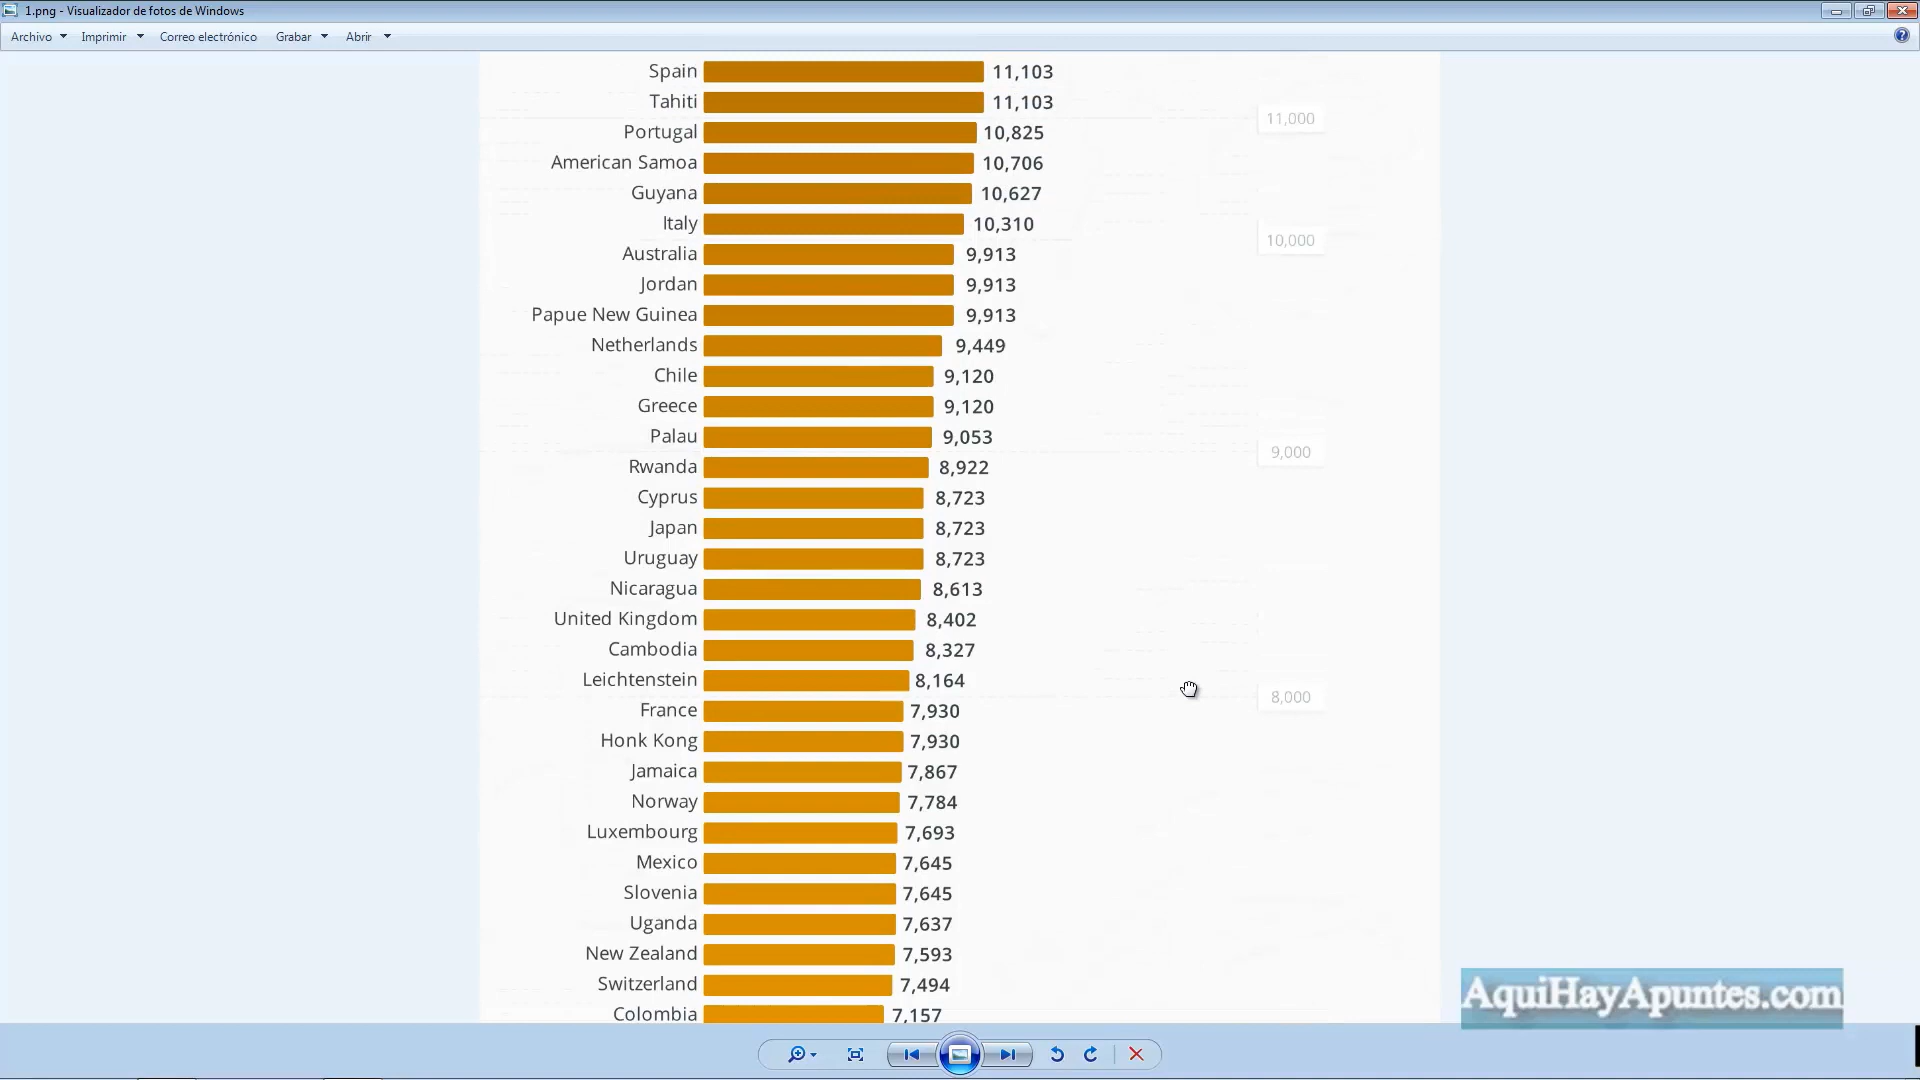 1.png - Visualizador de fotos de Windows
Archivo Imprimir Correo electrónico Grabar Abrir
Spain 11,103
Tahiti 11,103
11,000
Portugal 10,825
American Samoa 10,706
Guyana 10,627
Italy 10,310
10,000
Australia 9,913
Jordan 9,913
Papue New Guinea 9,913
Netherlands 9,449
Chile 9,120
Greece 9,120
Palau 9,053
9,000
Rwanda 8,922
Cyprus 8,723
Japan 8,723
Uruguay 8,723
Nicaragua 8,613
United Kingdom 8,402
Cambodia 8,327
Leichtenstein 8,164
8,000
France 7,930
Honk Kong 7,930
Jamaica 7,867
Norway 7,784
Luxembourg 7,693
Mexico 7,645
Slovenia 7,645
Uganda 7,637
New Zealand 7,593
Switzerland 7,494
AquiHayApuntes.com
Colombia 7,157